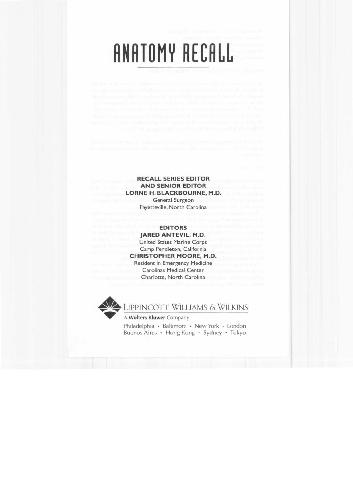 ANATOMY RECALL
RECALL SERIES EDITOR
AND SENIOR EDITOR
LORNE H. BLACKBOURNE, M.D.
General Surgeon
Fayetteville, North Carolina
EDITORS
JARED ANTEVIL, M.D.
United States Marine Corps
Camp Pendleton, California
CHRISTOPHER MOORE, M.D.
Resident in Emergency Medicine
Carolinas Medical Center
Charlotte, North Carolina
LIPPINCOTT WILLIAMS & WILKINS
A Wolters Kluwer Company
Philadelphia • Baltimore • New York • London
Buenos Aires • Hong Kong • Sydney • Tokyo